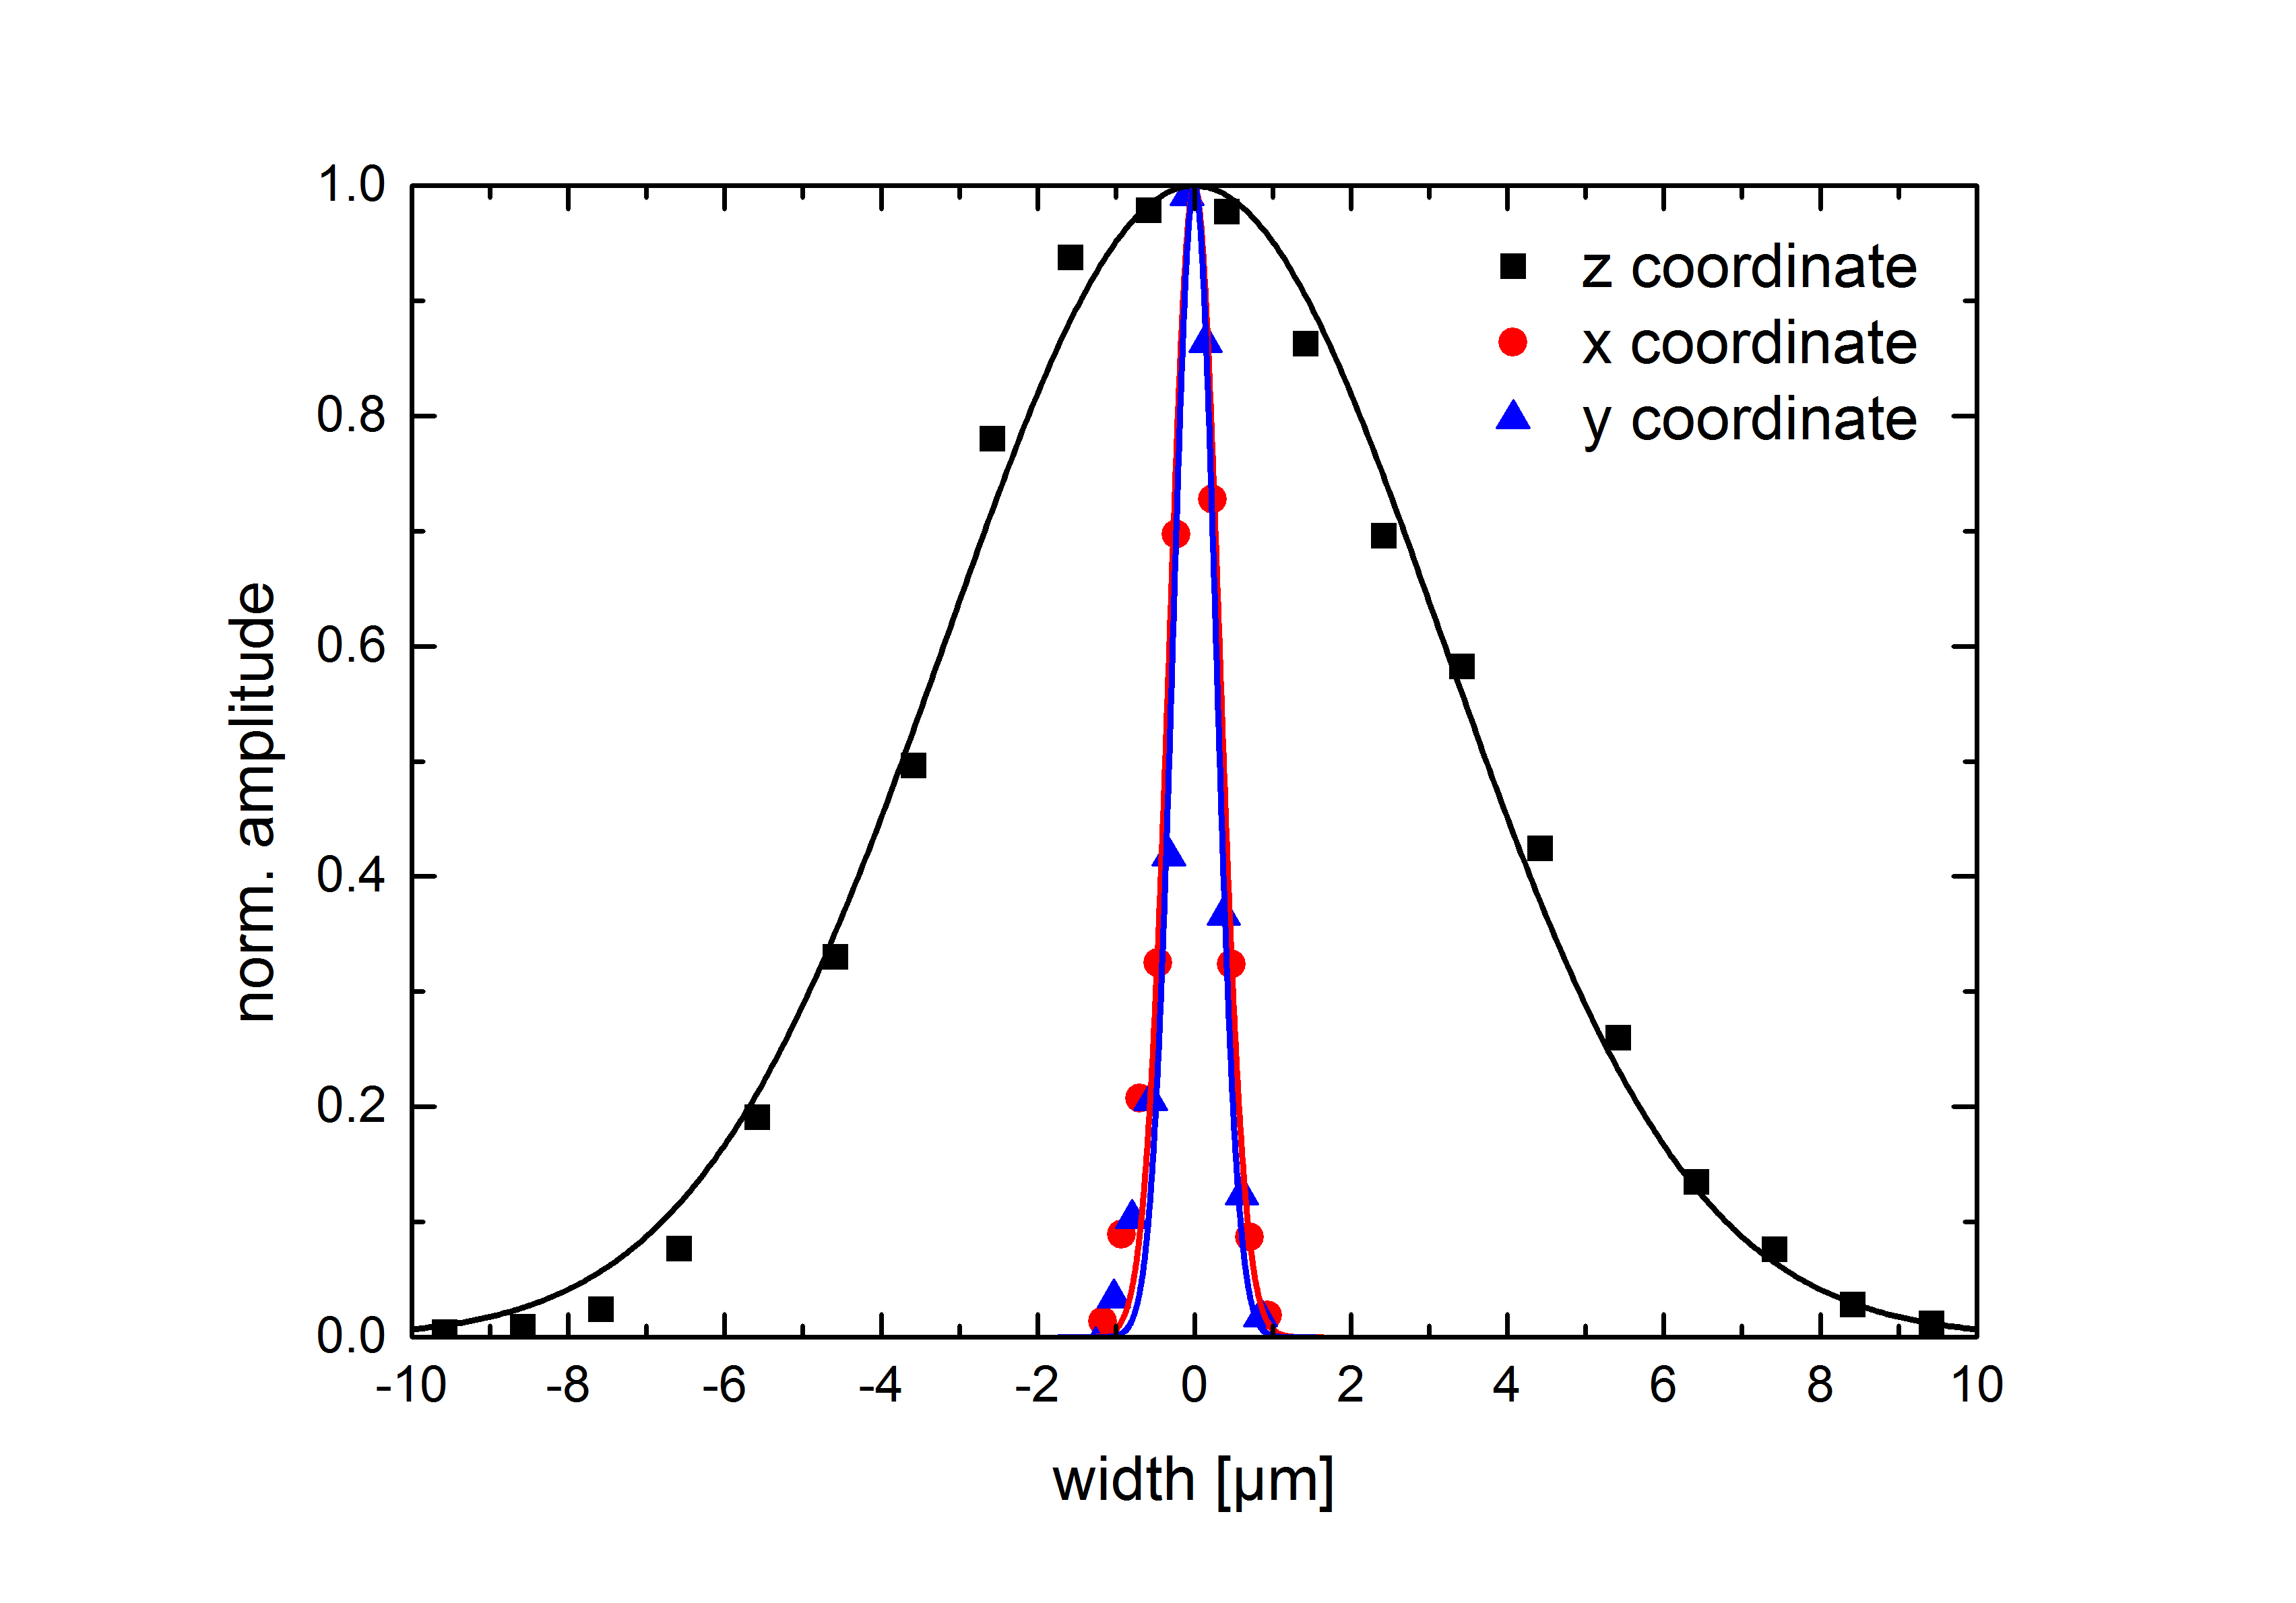 1.0
0.8
0.6
0.4
0.2
0.0
norm. amplitude
z coordinate
x coordinate
y coordinate
-10 -8 -6 -4 -2 0 2 4 6 8 10
width [µm]